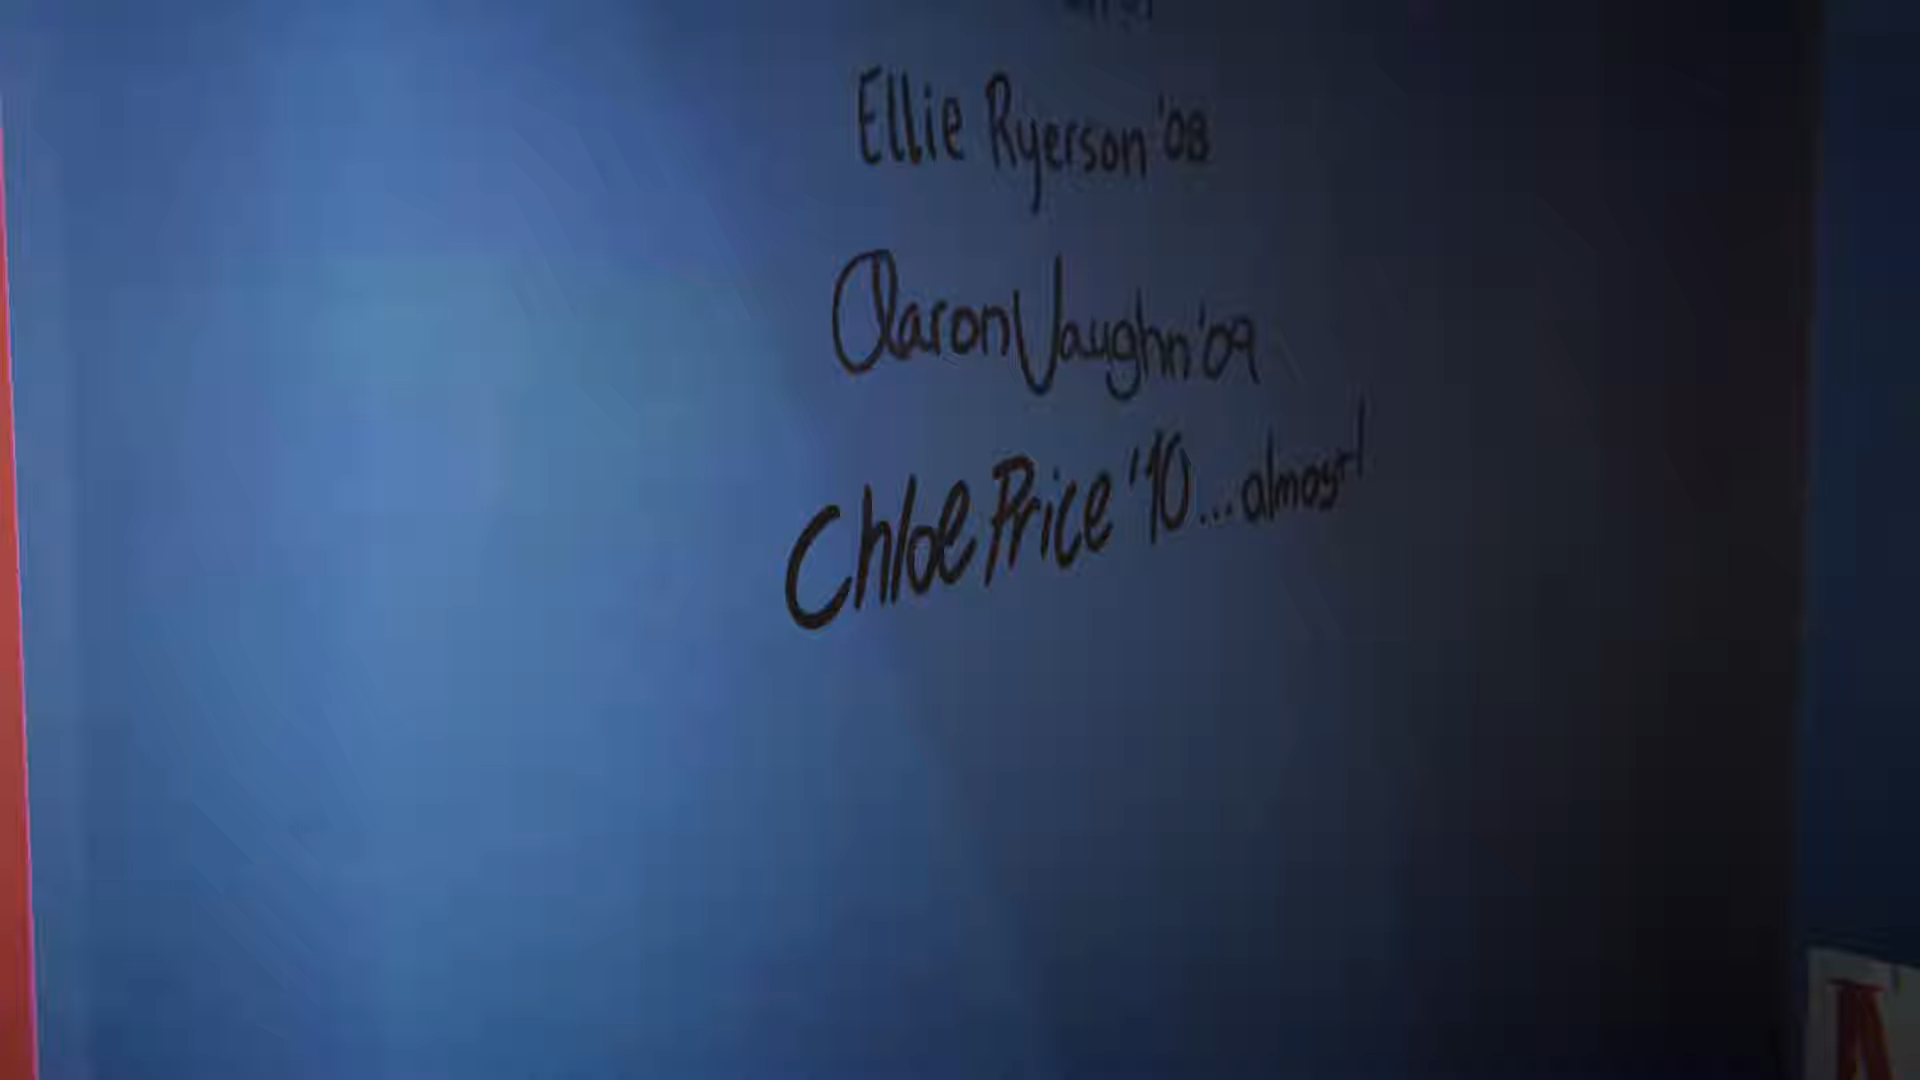 Ellie Ryerson '08
Aaron Vaughn '09
Chloe Price '10...almost!
A